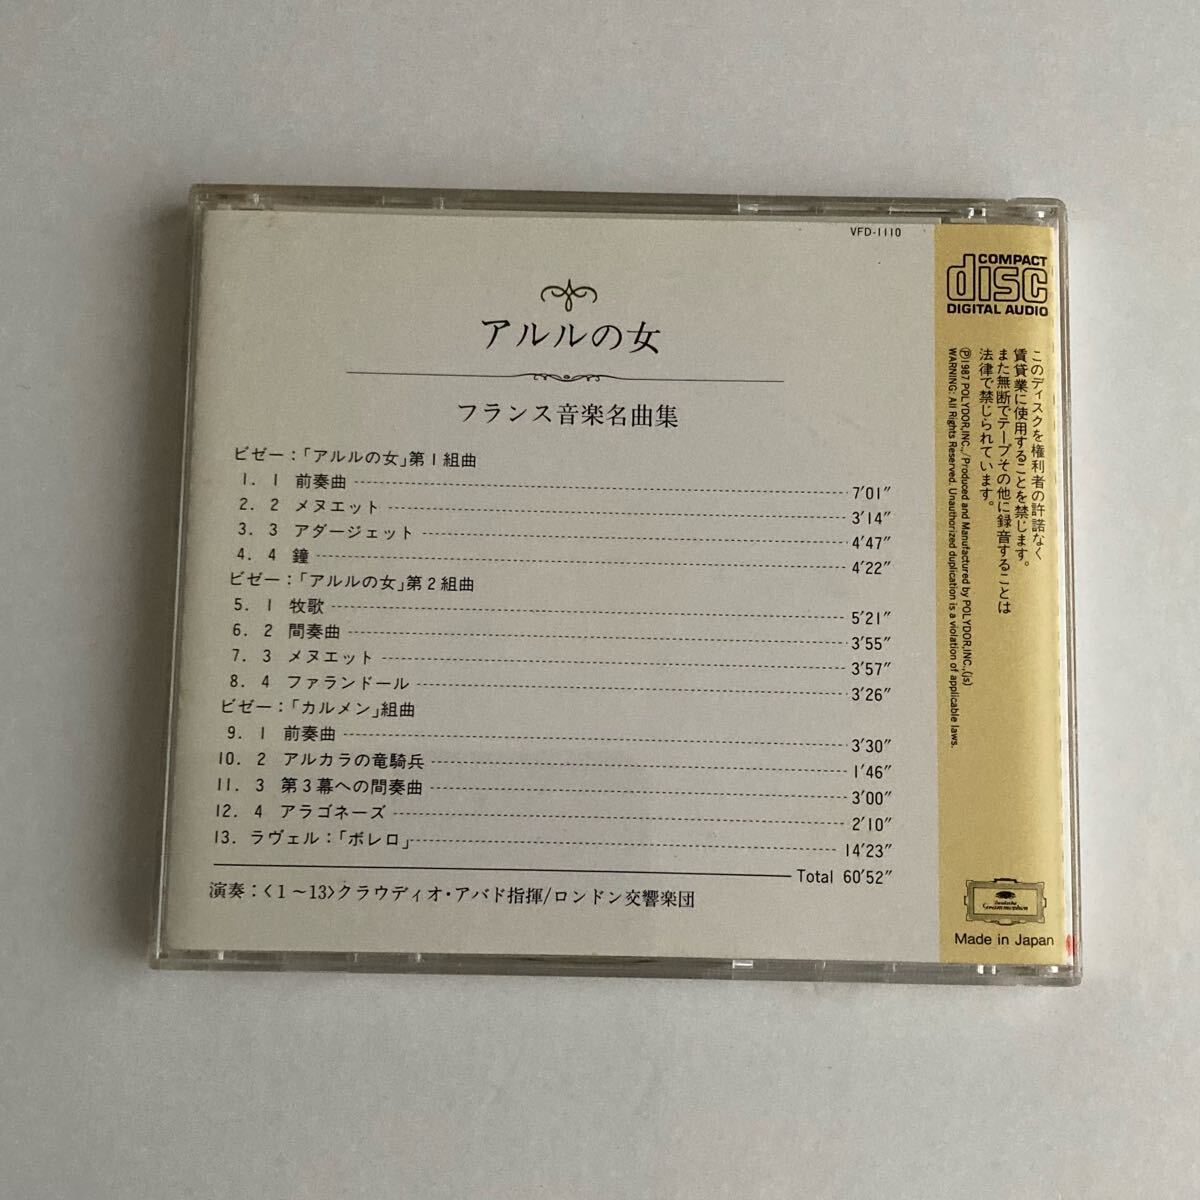 VFD-1110
アルルの女
フランス音楽名曲集
ビゼー：「アルルの女」第1組曲
1. 1 前奏曲 7′01″
2. 2 メヌエット 3′14″
3. 3 アダージェット 4′47″
4. 4 鐘 4′22″
ビゼー：「アルルの女」第2組曲
5. 1 牧歌 5′21″
6. 2 間奏曲 3′55″
7. 3 メヌエット 3′57″
8. 4 ファランドール 3′26″
ビゼー：「カルメン」組曲
9. 1 前奏曲 3′30″
10. 2 アルカラの竜騎兵 1′46″
11. 3 第3幕への間奏曲 3′00″
12. 4 アラゴネーズ 2′10″
13. ラヴェル：「ボレロ」 14′23″
Total 60′52″
演奏：〈1～13〉クラウディオ・アバド指揮/ロンドン交響楽団
COMPACT
disc
DIGITAL AUDIO
このディスクを権利者の許諾なく
賃貸業に使用することを禁じます。
また無断でテープその他に録音することは
法律で禁じられています。
Ⓟ1987 POLYDOR,INC.,/Produced and Manufactured by POLYDOR,INC.,(js)
WARNING: All Rights Reserved. Unauthorized duplication is a violation of applicable laws.
Deutsche
Grammophon
Made in Japan